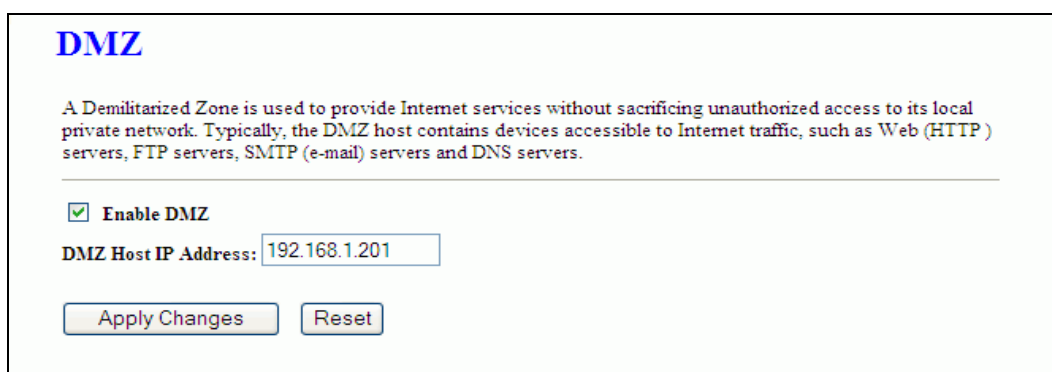 DMZ
A Demilitarized Zone is used to provide Internet services without sacrificing unauthorized access to its local
private network. Typically, the DMZ host contains devices accessible to Internet traffic, such as Web (HTTP )
servers, FTP servers, SMTP (e-mail) servers and DNS servers.
Enable DMZ
DMZ Host IP Address: 192.168.1.201
Apply Changes Reset